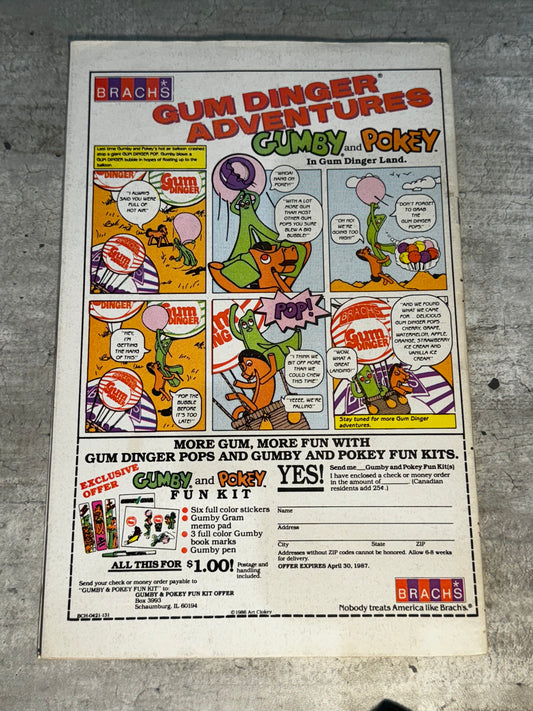 BRACH'S
GUM DINGER®
ADVENTURES
GUMBY and POKEY
In Gum Dinger Land.
Last time Gumby and Pokey's hot air balloon crashed
atop a giant GUM DINGER POP. Gumby blows a
GUM DINGER bubble in hopes of floating up to the
balloon.
"I ALWAYS
SAID YOU WERE
FULL OF
HOT AIR"
Gum
DINGER
"WHOA!
HANG ON
POKEY!"
"WITH A LOT
MORE GUM
THAN MOST
OTHER GUM
POPS YOU SURE
BLEW A BIG
BUBBLE!"
"OH NO!
WE'RE
GOING TOO
HIGH!"
"DON'T FORGET
TO GRAB
THE
GUM DINGER
POPS!"
"HEY,
I'M
GETTING
THE HANG
OF THIS"
"POP THE
BUBBLE
BEFORE
IT'S TOO
LATE!"
Gum
DINGER
POP!
"I THINK WE
BIT OFF MORE
THAN WE
COULD CHEW
THIS TIME"
"YEEEE, WE'RE
FALLING"
BRACH'S
Gum
DINGER
"WOW,
WHAT A
GREAT
LANDING!"
"AND WE FOUND
WHAT WE CAME
FOR . . . DELICIOUS
GUM DINGER POPS . . .
CHERRY, GRAPE,
WATERMELON, APPLE,
ORANGE, STRAWBERRY
ICE CREAM AND
VANILLA ICE
CREAM!"
Stay tuned for more Gum Dinger
adventures.
MORE GUM, MORE FUN WITH
GUM DINGER POPS AND GUMBY AND POKEY FUN KITS.
EXCLUSIVE
OFFER
GUMBY and POKEY
FUN KIT
• Six full color stickers
• Gumby Gram
memo pad
• 3 full color Gumby
book marks
• Gumby pen
ALL THIS FOR $1.00! Postage and
handling
included.
Send your check or money order payable to
"GUMBY & POKEY FUN KIT" to:
GUMBY & POKEY FUN KIT OFFER
Box 3993
Schaumburg, IL 60194
BCH-0421-131
© 1986 Art Clokey
YES!
Send me___Gumby and Pokey Fun Kit(s)
I have enclosed a check or money order
in the amount of______. (Canadian
residents add 25¢.)
Name
Address
City State ZIP
Addresses without ZIP codes cannot be honored. Allow 6-8 weeks
for delivery.
OFFER EXPIRES April 30, 1987.
BRACH'S
Nobody treats America like Brach's.®